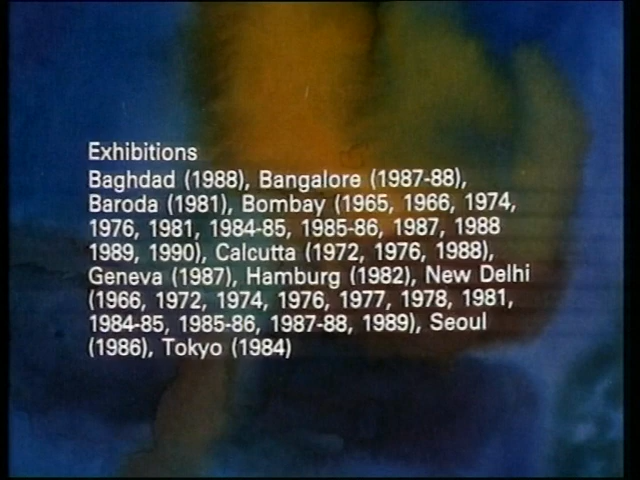 Exhibitions
Baghdad (1988), Bangalore (1987-88),
Baroda (1981), Bombay (1965, 1966, 1974,
1976, 1981, 1984-85, 1985-86, 1987, 1988
1989, 1990), Calcutta (1972, 1976, 1988),
Geneva (1987), Hamburg (1982), New Delhi
(1966, 1972, 1974, 1976, 1977, 1978, 1981,
1984-85, 1985-86, 1987-88, 1989), Seoul
(1986), Tokyo (1984)